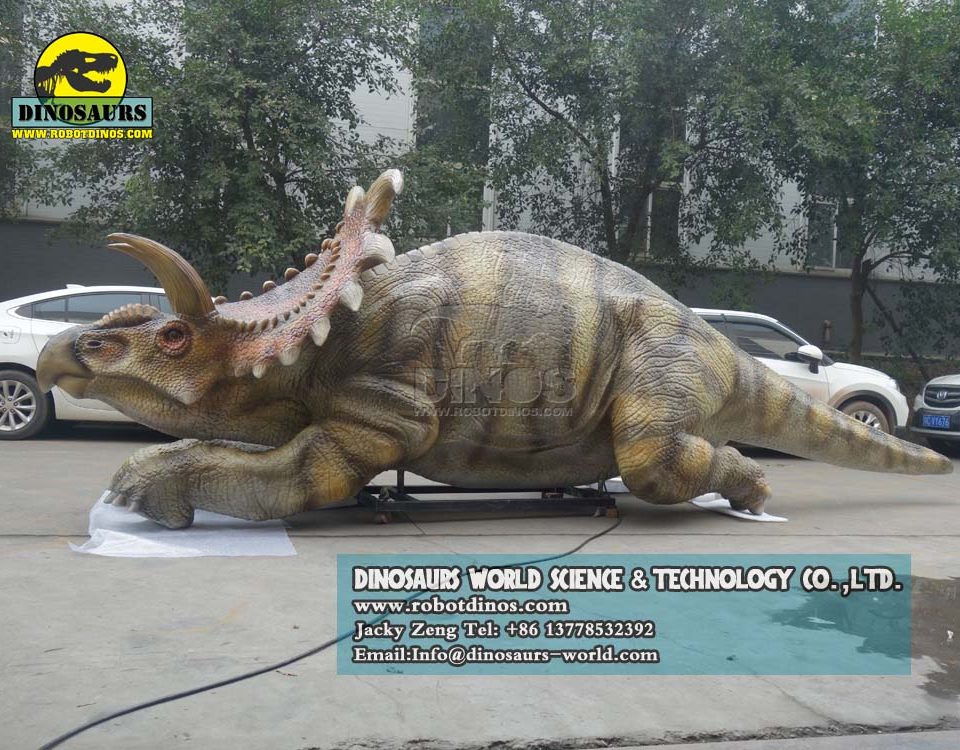 DINOSAURS
WWW.ROBOTDINOS.COM
DINOS
WWW.ROBOTDINOS.COM
DINOSAURS WORLD SCIENCE & TECHNOLOGY CO.,LTD.
www.robotdinos.com
Jacky Zeng Tel: +86 13778532392
Email:Info@dinosaurs-world.com